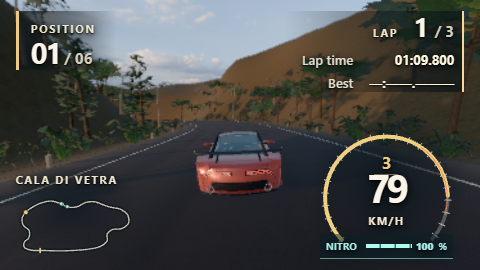 POSITION
01 / 06
LAP 1 / 3
Lap time 01:09.800
Best --:--.---
CALA DI VETRA
3
79
KM/H
NITRO 100 %